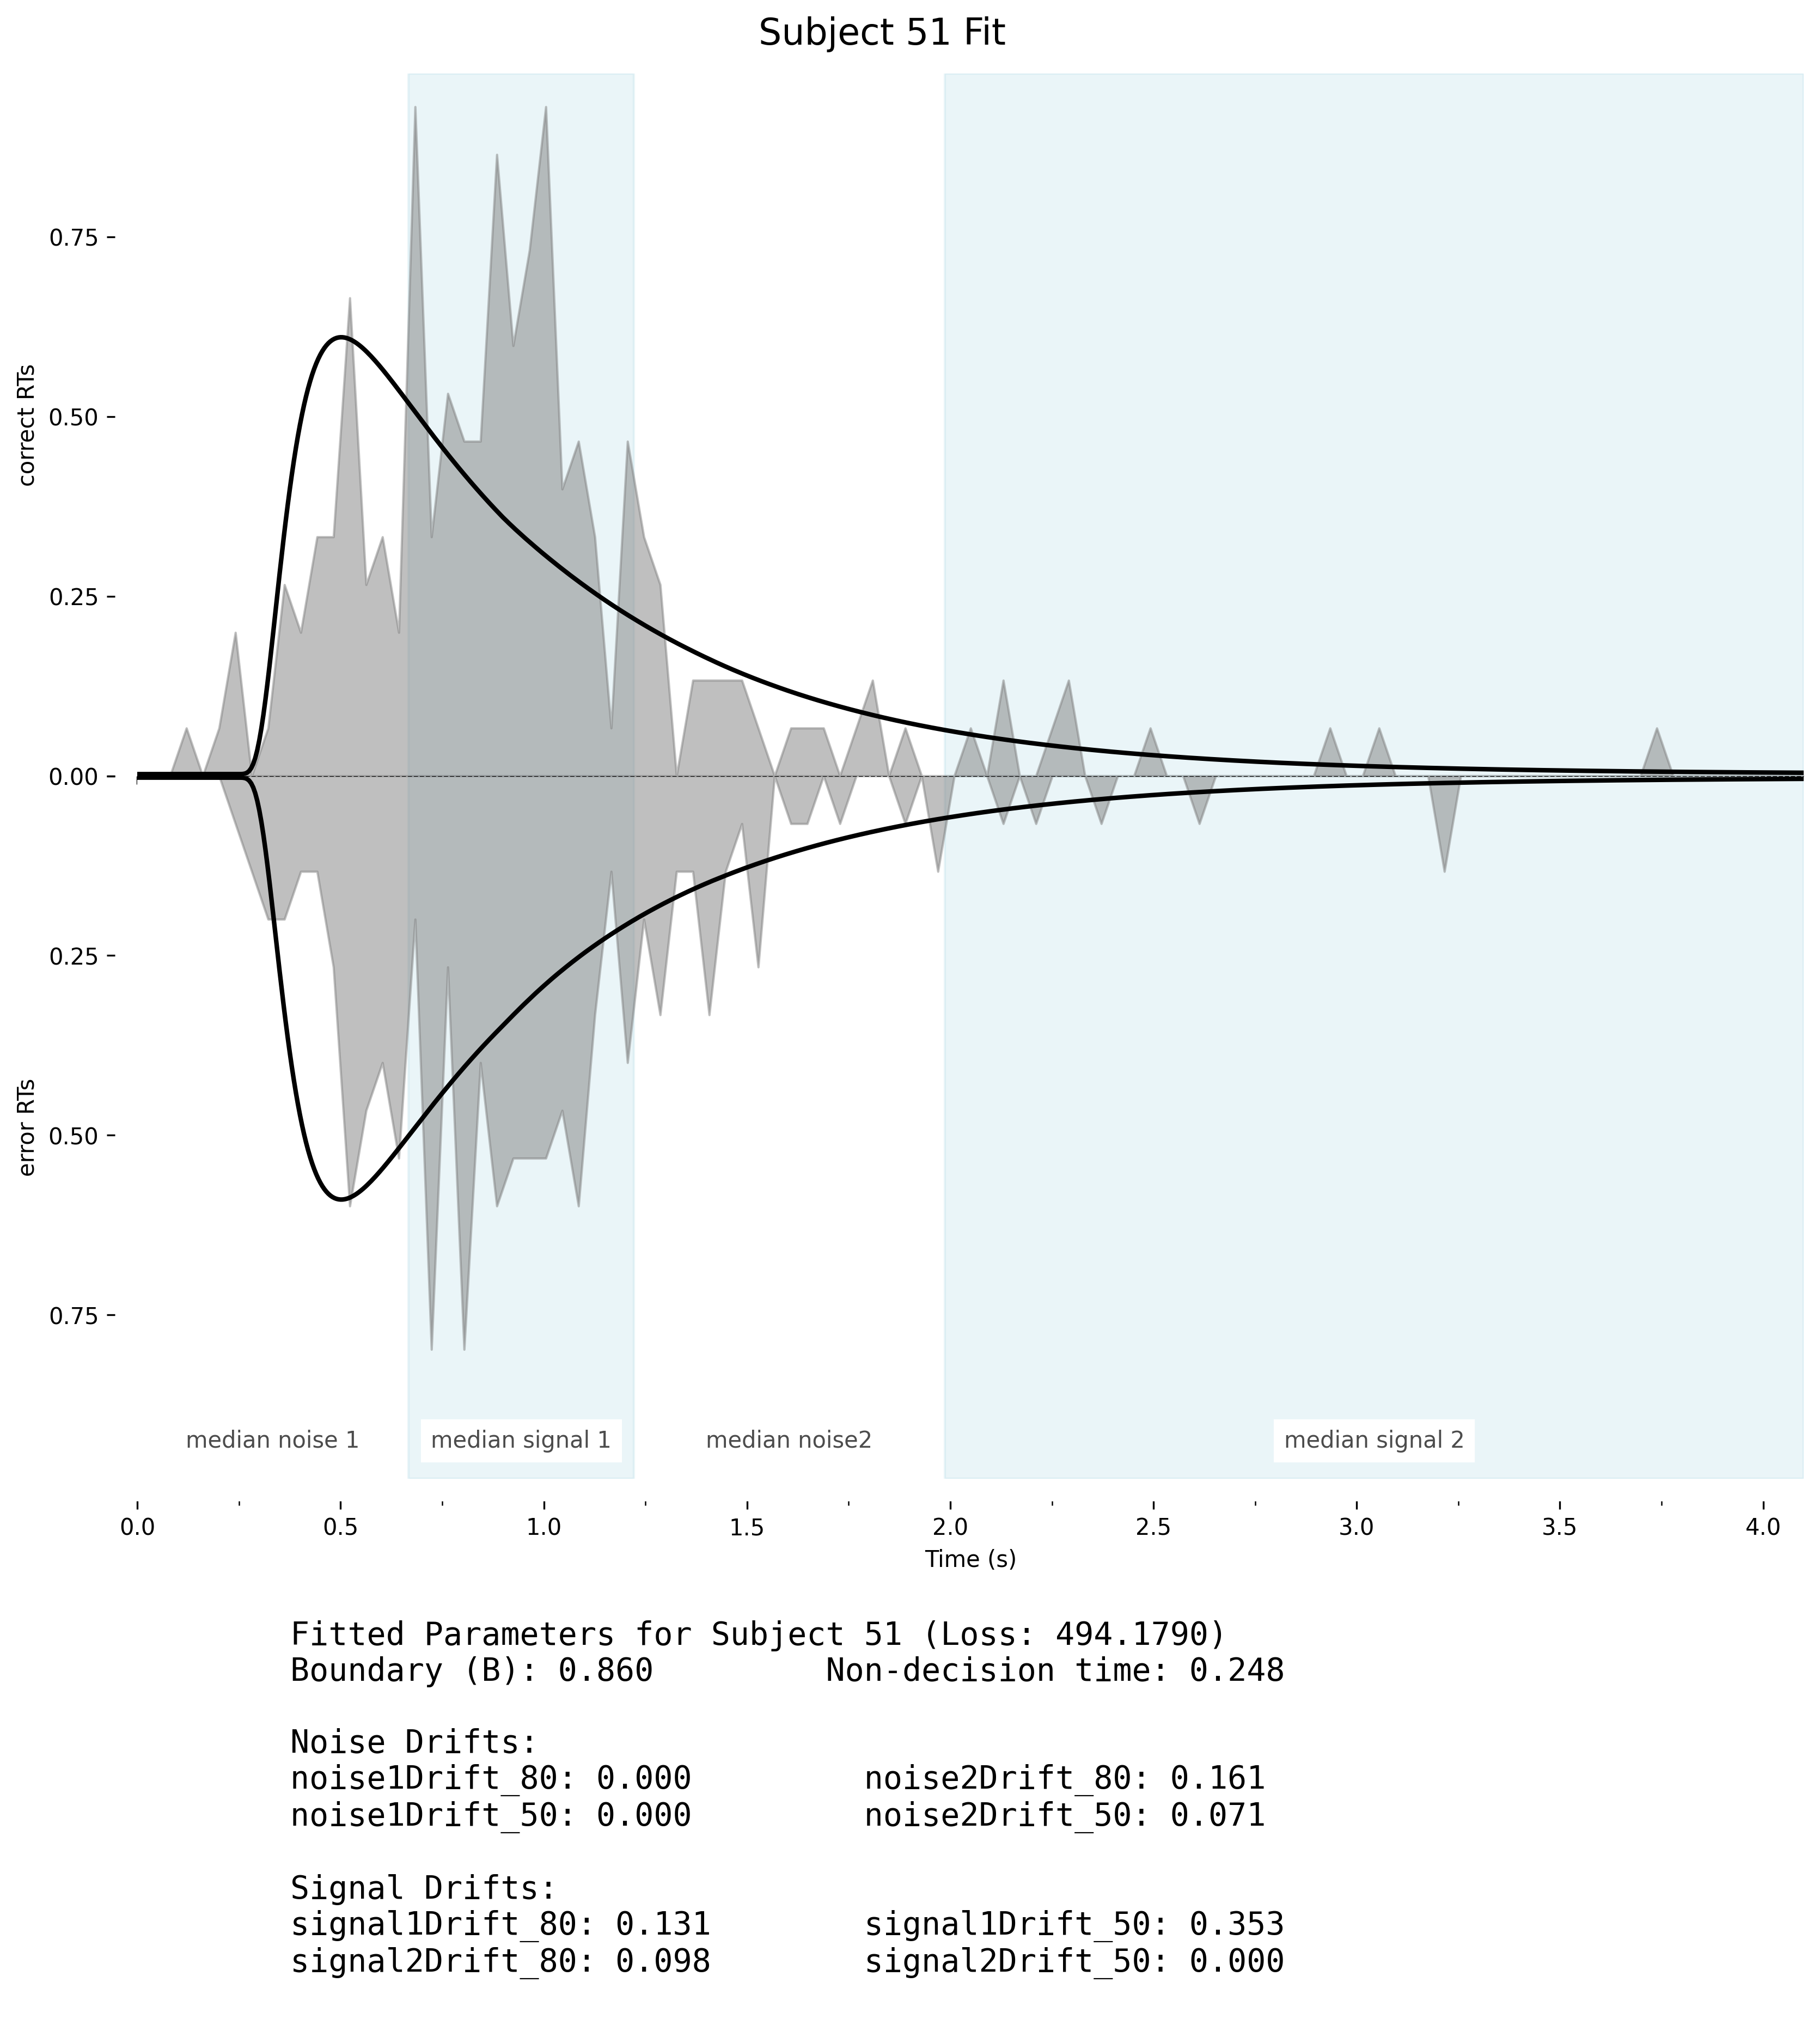 Subject 51 Fit
correct RTs
error RTs
0.75
0.50
0.25
0.00
0.25
0.50
0.75
median noise 1
median signal 1
median noise2
median signal 2
0.0 0.5 1.0 1.5 2.0 2.5 3.0 3.5 4.0
Time (s)
Fitted Parameters for Subject 51 (Loss: 494.1790)
Boundary (B): 0.860 Non-decision time: 0.248
Noise Drifts:
noise1Drift_80: 0.000 noise2Drift_80: 0.161
noise1Drift_50: 0.000 noise2Drift_50: 0.071
Signal Drifts:
signal1Drift_80: 0.131 signal1Drift_50: 0.353
signal2Drift_80: 0.098 signal2Drift_50: 0.000